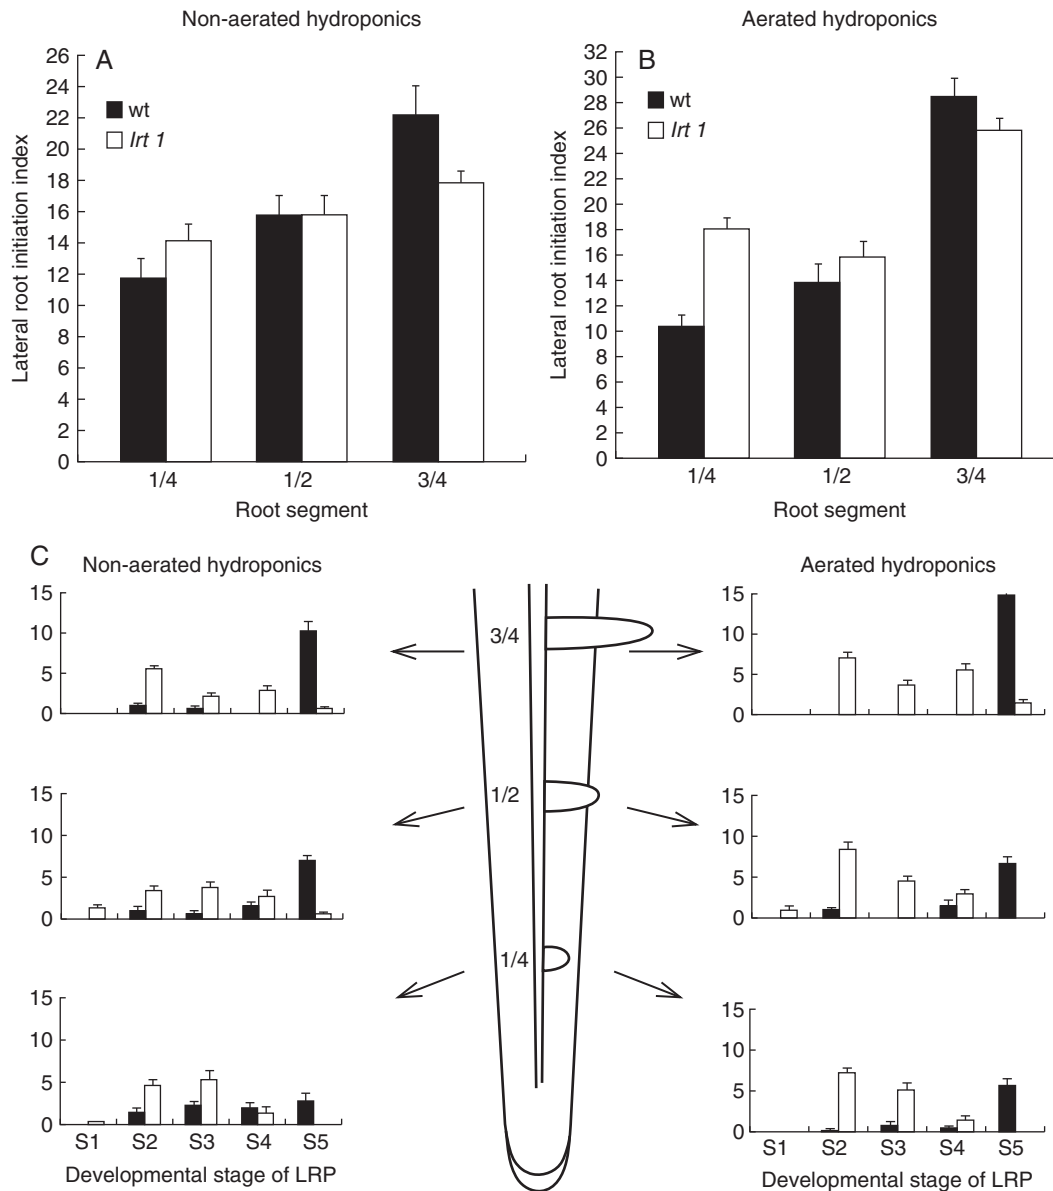 Non-aerated hydroponics
Aerated hydroponics
A
wt
lrt 1
Lateral root initiation index
26
24
22
20
18
16
14
12
10
8
6
4
2
0
1/4 1/2 3/4
Root segment
B
wt
lrt 1
Lateral root initiation index
32
30
28
26
24
22
20
18
16
14
12
10
8
6
4
2
0
1/4 1/2 3/4
Root segment
C
Non-aerated hydroponics
15
10
5
0
15
10
5
0
15
10
5
0
S1 S2 S3 S4 S5
Developmental stage of LRP
3/4
1/2
1/4
Aerated hydroponics
15
10
5
0
15
10
5
0
15
10
5
0
S1 S2 S3 S4 S5
Developmental stage of LRP